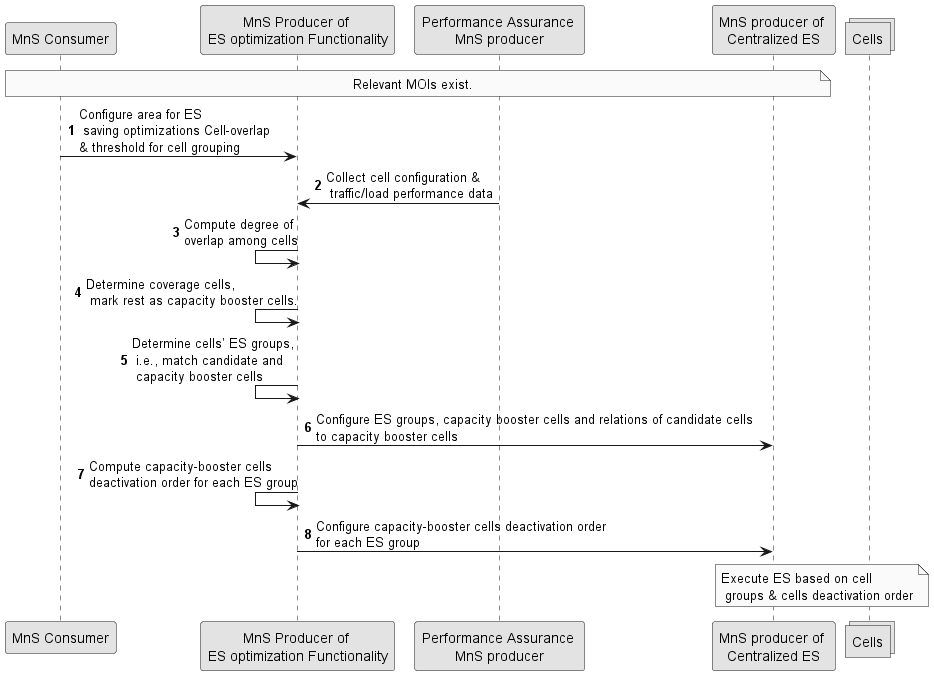 MnS Consumer
MnS Producer of
ES optimization Functionality
Performance Assurance
MnS producer
MnS producer of
Centralized ES
Cells
Relevant MOIs exist.
1 Configure area for ES
saving optimizations Cell-overlap
& threshold for cell grouping
2 Collect cell configuration &
traffic/load performance data
3 Compute degree of
overlap among cells
4 Determine coverage cells,
mark rest as capacity booster cells.
5 Determine cells' ES groups,
i.e., match candidate and
capacity booster cells
6 Configure ES groups, capacity booster cells and relations of candidate cells
to capacity booster cells
7 Compute capacity-booster cells
deactivation order for each ES group
8 Configure capacity-booster cells deactivation order
for each ES group
Execute ES based on cell
groups & cells deactivation order
MnS Consumer
MnS Producer of
ES optimization Functionality
Performance Assurance
MnS producer
MnS producer of
Centralized ES
Cells